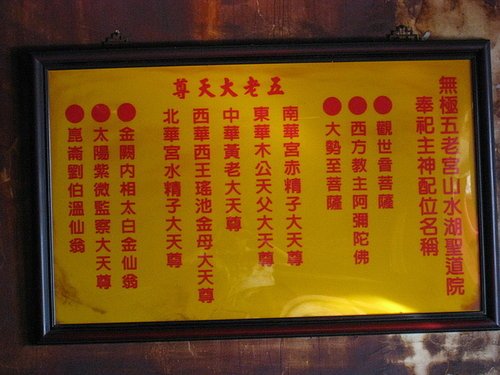 無極五老宮山水湖聖道院
奉祀主神配位名稱
觀世音菩薩
西方教主阿彌陀佛
大勢至菩薩
五老大天尊
南華宮赤精子大天尊
東華木公天父大天尊
中華黃老大天尊
西華西王瑤池金母大天尊
北華宮水精子大天尊
金闕內相太白金仙翁
太陽紫微監察大天尊
崑崙劉伯溫仙翁